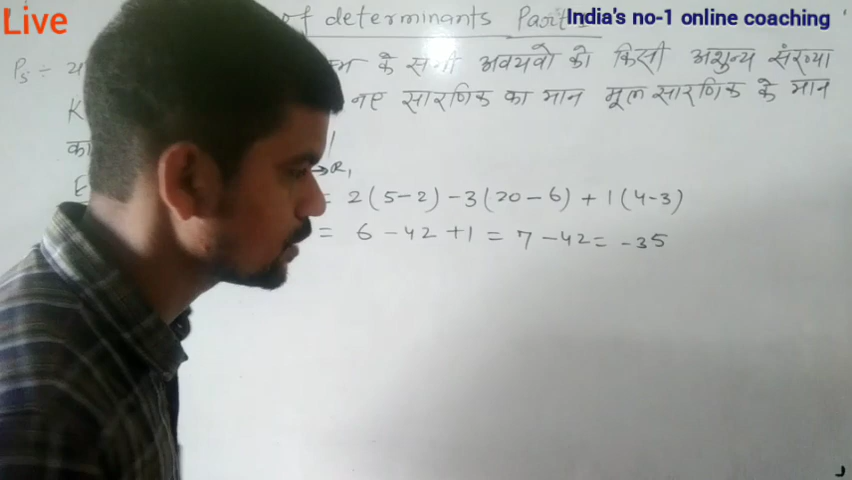 Live
of determinants Part
India's no-1 online coaching
P5 ÷ के सभी अवयवो को किसी अशून्य संख्या
K नए सारणिक का मान मूल सारणिक के मान
का
E → R1
= 2(5-2) -3(20-6) +1(4-3)
= 6 -42 +1 = 7 -42 = -35